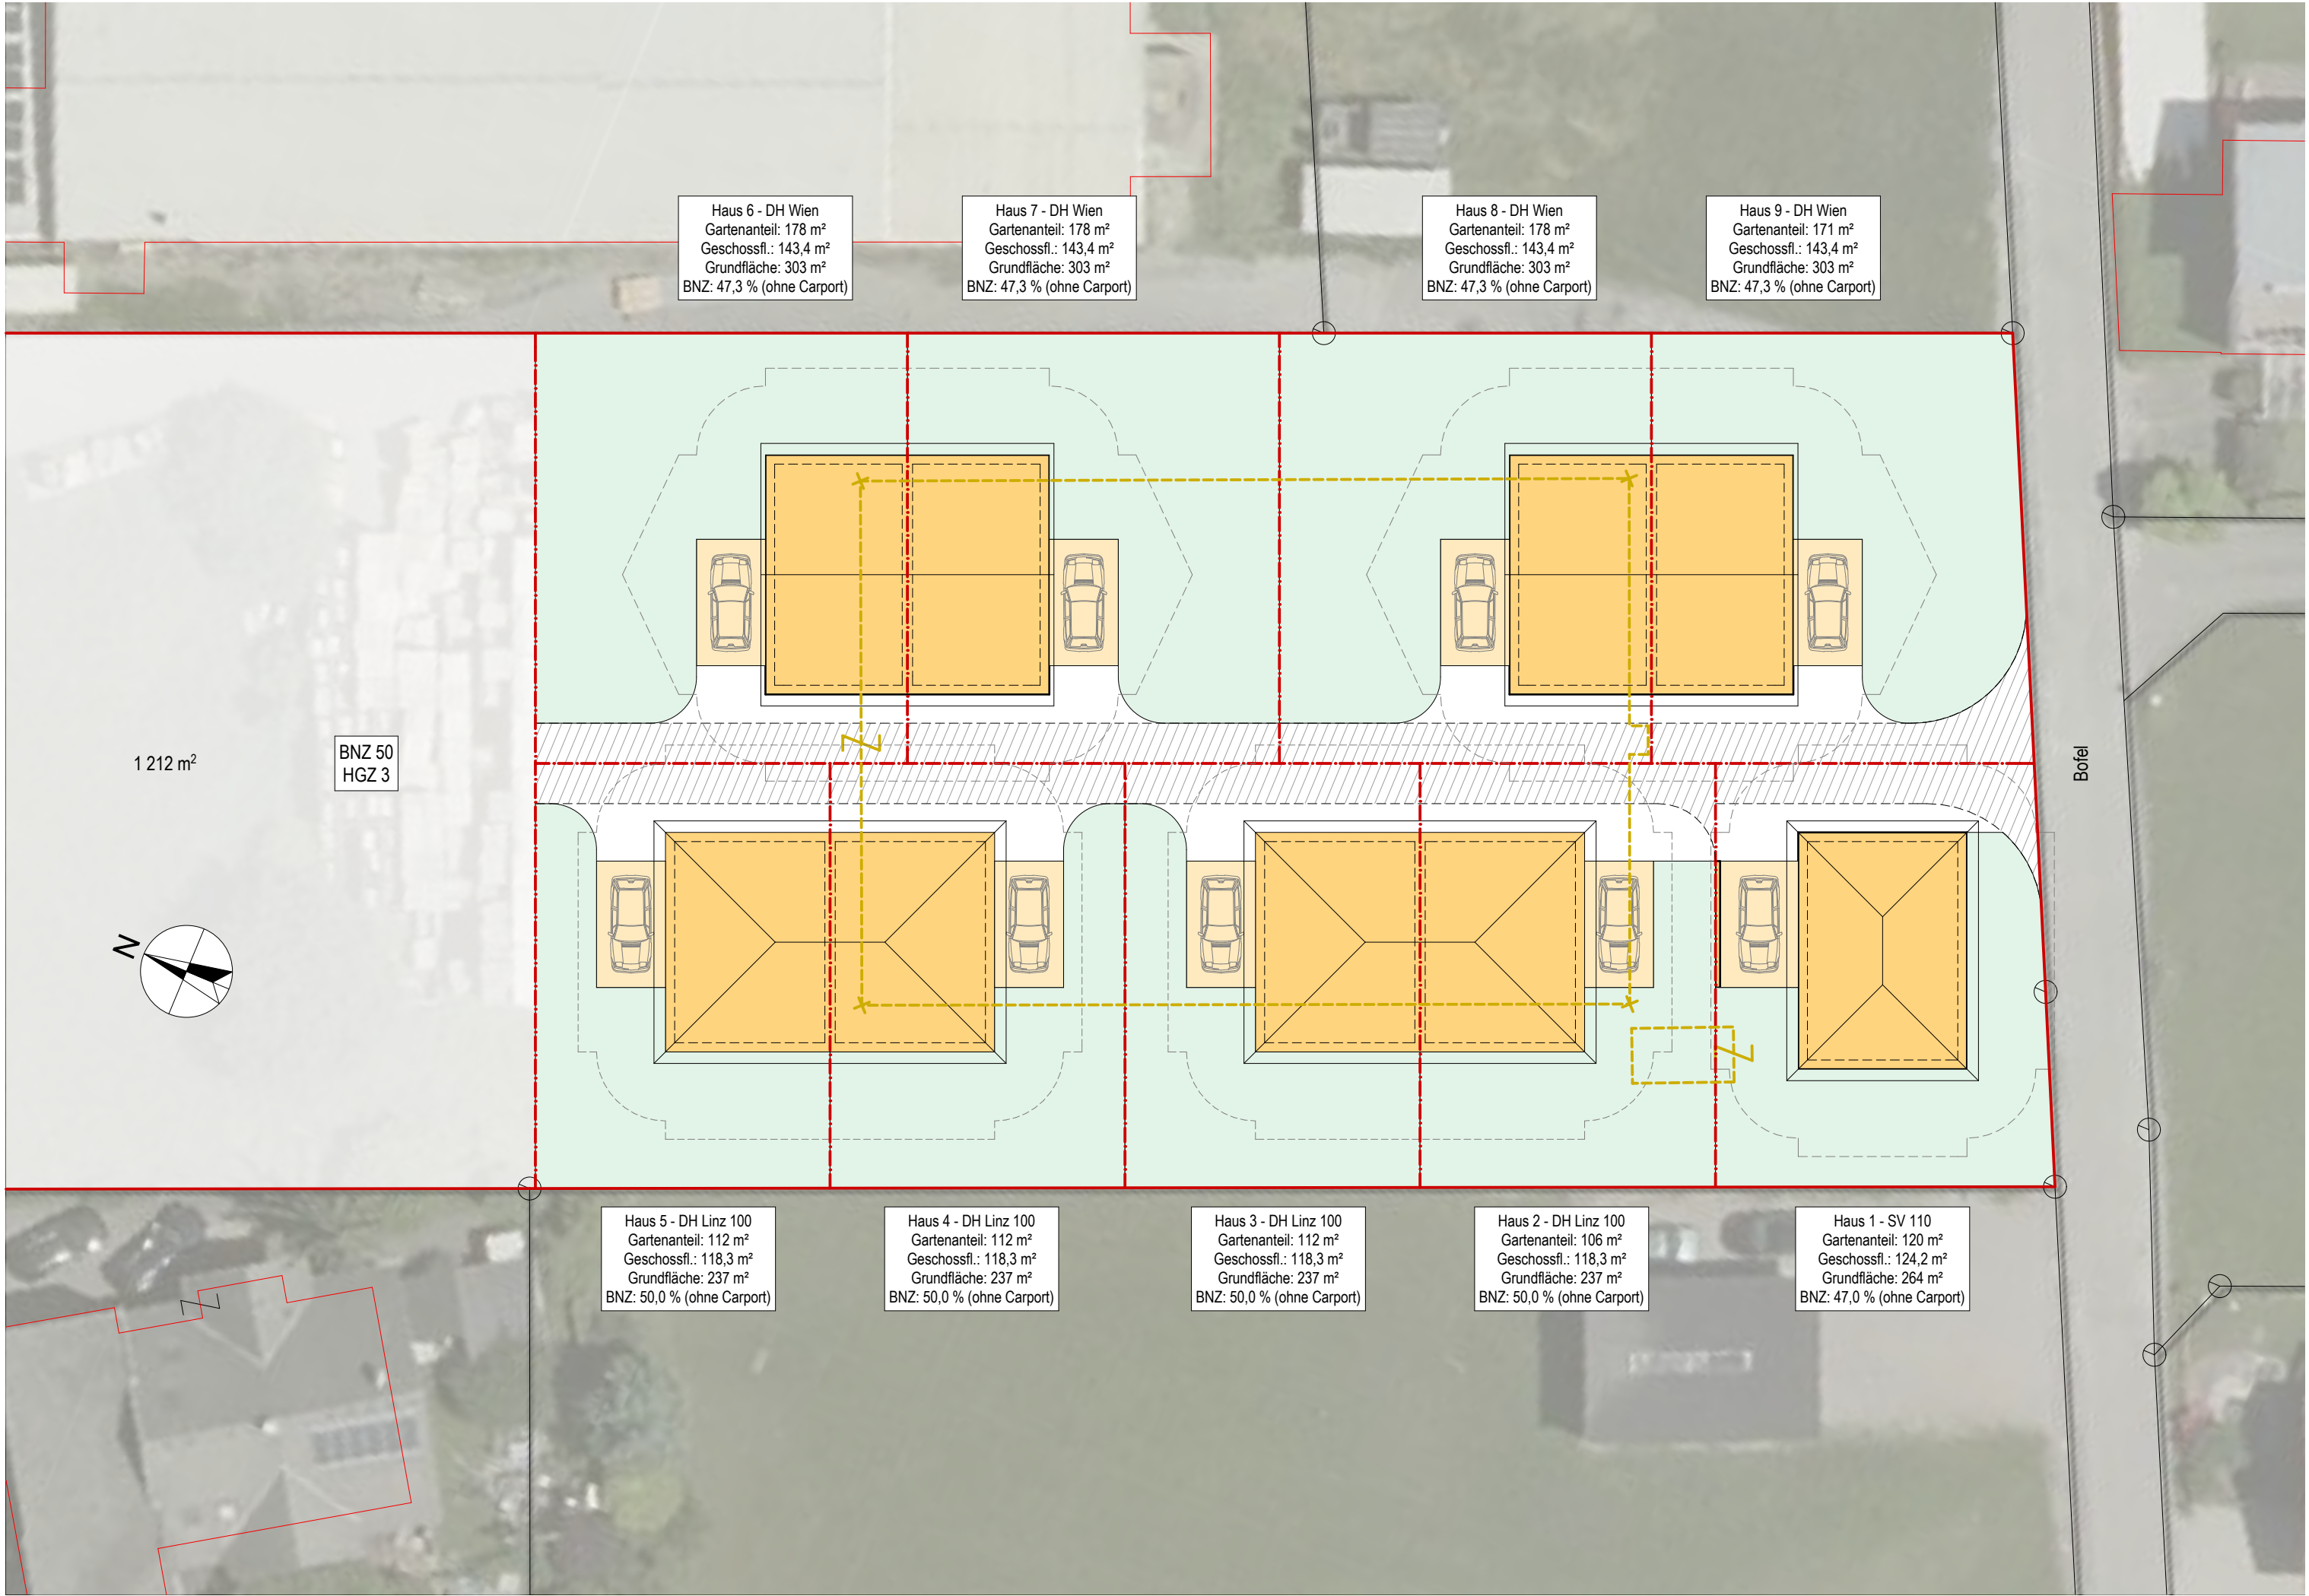 Haus 6 - DH Wien
Gartenanteil: 178 m²
Geschossfl.: 143,4 m²
Grundfläche: 303 m²
BNZ: 47,3 % (ohne Carport)
Haus 7 - DH Wien
Gartenanteil: 178 m²
Geschossfl.: 143,4 m²
Grundfläche: 303 m²
BNZ: 47,3 % (ohne Carport)
Haus 8 - DH Wien
Gartenanteil: 178 m²
Geschossfl.: 143,4 m²
Grundfläche: 303 m²
BNZ: 47,3 % (ohne Carport)
Haus 9 - DH Wien
Gartenanteil: 171 m²
Geschossfl.: 143,4 m²
Grundfläche: 303 m²
BNZ: 47,3 % (ohne Carport)
1 212 m²
BNZ 50
HGZ 3
Bofel
N
Haus 5 - DH Linz 100
Gartenanteil: 112 m²
Geschossfl.: 118,3 m²
Grundfläche: 237 m²
BNZ: 50,0 % (ohne Carport)
Haus 4 - DH Linz 100
Gartenanteil: 112 m²
Geschossfl.: 118,3 m²
Grundfläche: 237 m²
BNZ: 50,0 % (ohne Carport)
Haus 3 - DH Linz 100
Gartenanteil: 112 m²
Geschossfl.: 118,3 m²
Grundfläche: 237 m²
BNZ: 50,0 % (ohne Carport)
Haus 2 - DH Linz 100
Gartenanteil: 106 m²
Geschossfl.: 118,3 m²
Grundfläche: 237 m²
BNZ: 50,0 % (ohne Carport)
Haus 1 - SV 110
Gartenanteil: 120 m²
Geschossfl.: 124,2 m²
Grundfläche: 264 m²
BNZ: 47,0 % (ohne Carport)